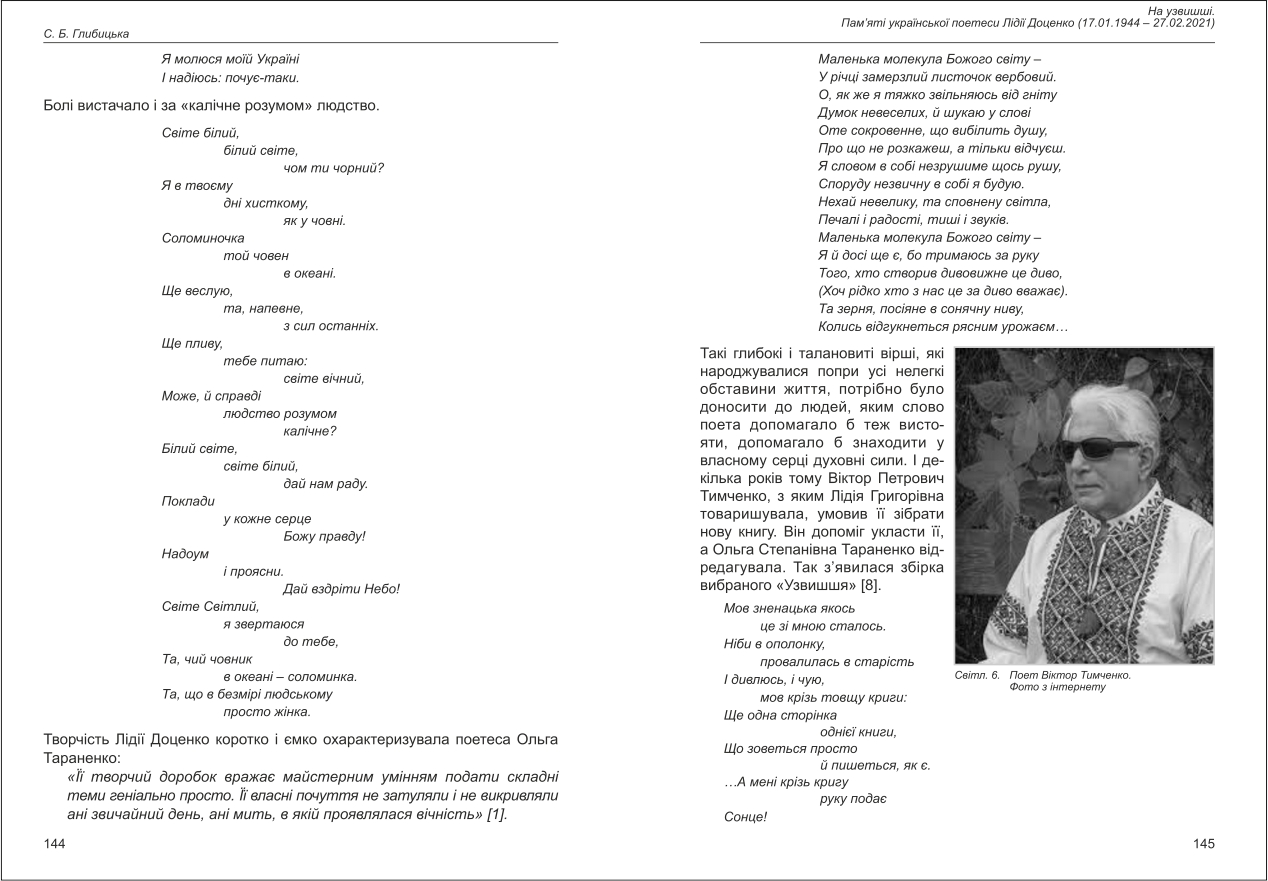 С. Б. Глибицька
Я молюся моїй Україні
І надіюсь: почує-таки.
Болі вистачало і за «калічне розумом» людство.
Світе білий,
білий світе,
чом ти чорний?
Я в твоєму
дні хисткому,
як у човні.
Соломиночка
той човен
в океані.
Ще веслую,
та, напевне,
з сил останніх.
Ще пливу,
тебе питаю:
світе вічний,
Може, й справді
людство розумом
калічне?
Білий світе,
світе білий,
дай нам раду.
Поклади
у кожне серце
Божу правду!
Надоум
і проясни.
Дай вздріти Небо!
Світе Світлий,
я звертаюся
до тебе,
Та, чий човник
в океані – соломинка.
Та, що в безмірі людському
просто жінка.
Творчість Лідії Доценко коротко і ємко охарактеризувала поетеса Ольга
Тараненко:
«Її творчий доробок вражає майстерним умінням подати складні
теми геніально просто. Її власні почуття не затуляли і не викривляли
ані звичайний день, ані мить, в якій проявлялася вічність» [1].
144
На узвишші.
Пам’яті української поетеси Лідії Доценко (17.01.1944 – 27.02.2021)
Маленька молекула Божого світу –
У річці замерзлий листочок вербовий.
О, як же я тяжко звільняюсь від гніту
Думок невеселих, й шукаю у слові
Оте сокровенне, що вибілить душу,
Про що не розкажеш, а тільки відчуєш.
Я словом в собі незрушиме щось рушу,
Споруду незвичну в собі я будую.
Нехай невелику, та сповнену світла,
Печалі і радості, тиші і звуків.
Маленька молекула Божого світу –
Я й досі ще є, бо тримаюсь за руку
Того, хто створив дивовижне це диво,
(Хоч рідко хто з нас це за диво вважає).
Та зерня, посіяне в сонячну ниву,
Колись відгукнеться рясним урожаєм…
Такі глибокі і талановиті вірші, які
народжувалися попри усі нелегкі
обставини життя, потрібно було
доносити до людей, яким слово
поета допомагало б теж висто-
яти, допомагало б знаходити у
власному серці духовні сили. І де-
кілька років тому Віктор Петрович
Тимченко, з яким Лідія Григорівна
товаришувала, умовив її зібрати
нову книгу. Він допоміг укласти її,
а Ольга Степанівна Тараненко від-
редагувала. Так з’явилася збірка
вибраного «Узвишшя» [8].
Мов зненацька якось
це зі мною сталось.
Ніби в ополонку,
провалилась в старість
І дивлюсь, і чую,
мов крізь товщу криги:
Ще одна сторінка
однієї книги,
Що зоветься просто
й пишеться, як є.
…А мені крізь кригу
руку подає
Сонце!
Світл. 6. Поет Віктор Тимченко.
Фото з інтернету
145